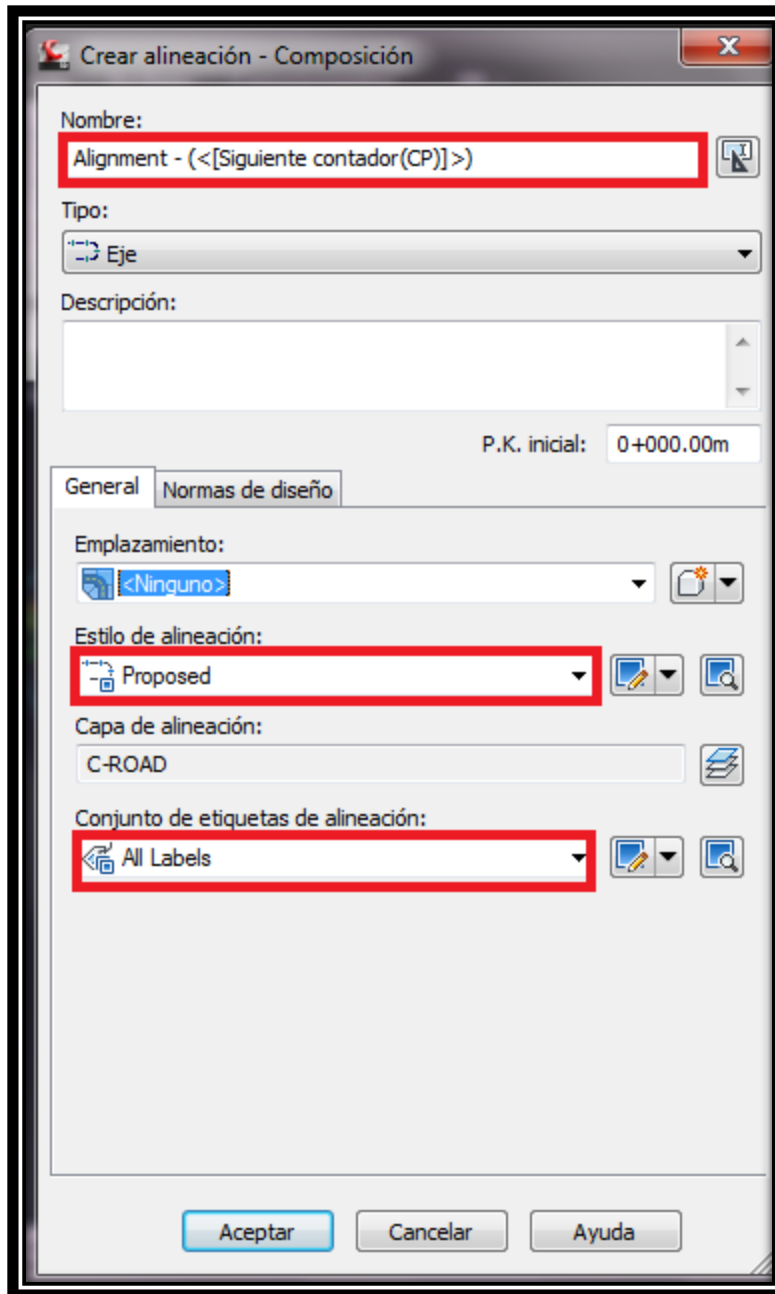 Crear alineación - Composición
Nombre:
Alignment - (<[Siguiente contador(CP)]>)
Tipo:
Eje
Descripción:
P.K. inicial: 0+000.00m
General Normas de diseño
Emplazamiento:
<Ninguno>
Estilo de alineación:
Proposed
Capa de alineación:
C-ROAD
Conjunto de etiquetas de alineación:
All Labels
Aceptar Cancelar Ayuda